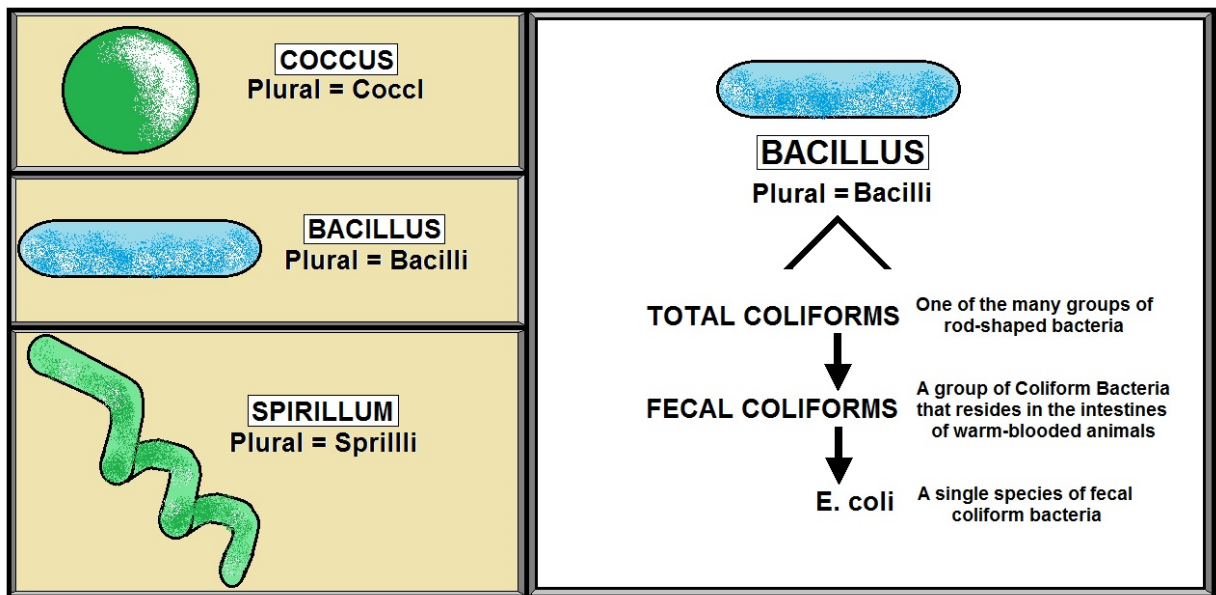 COCCUS
Plural = CoccI
BACILLUS
Plural = Bacilli
SPIRILLUM
Plural = Sprillli
BACILLUS
Plural = Bacilli
TOTAL COLIFORMS
One of the many groups of
rod-shaped bacteria
FECAL COLIFORMS
A group of Coliform Bacteria
that resides in the intestines
of warm-blooded animals
E. coli
A single species of fecal
coliform bacteria